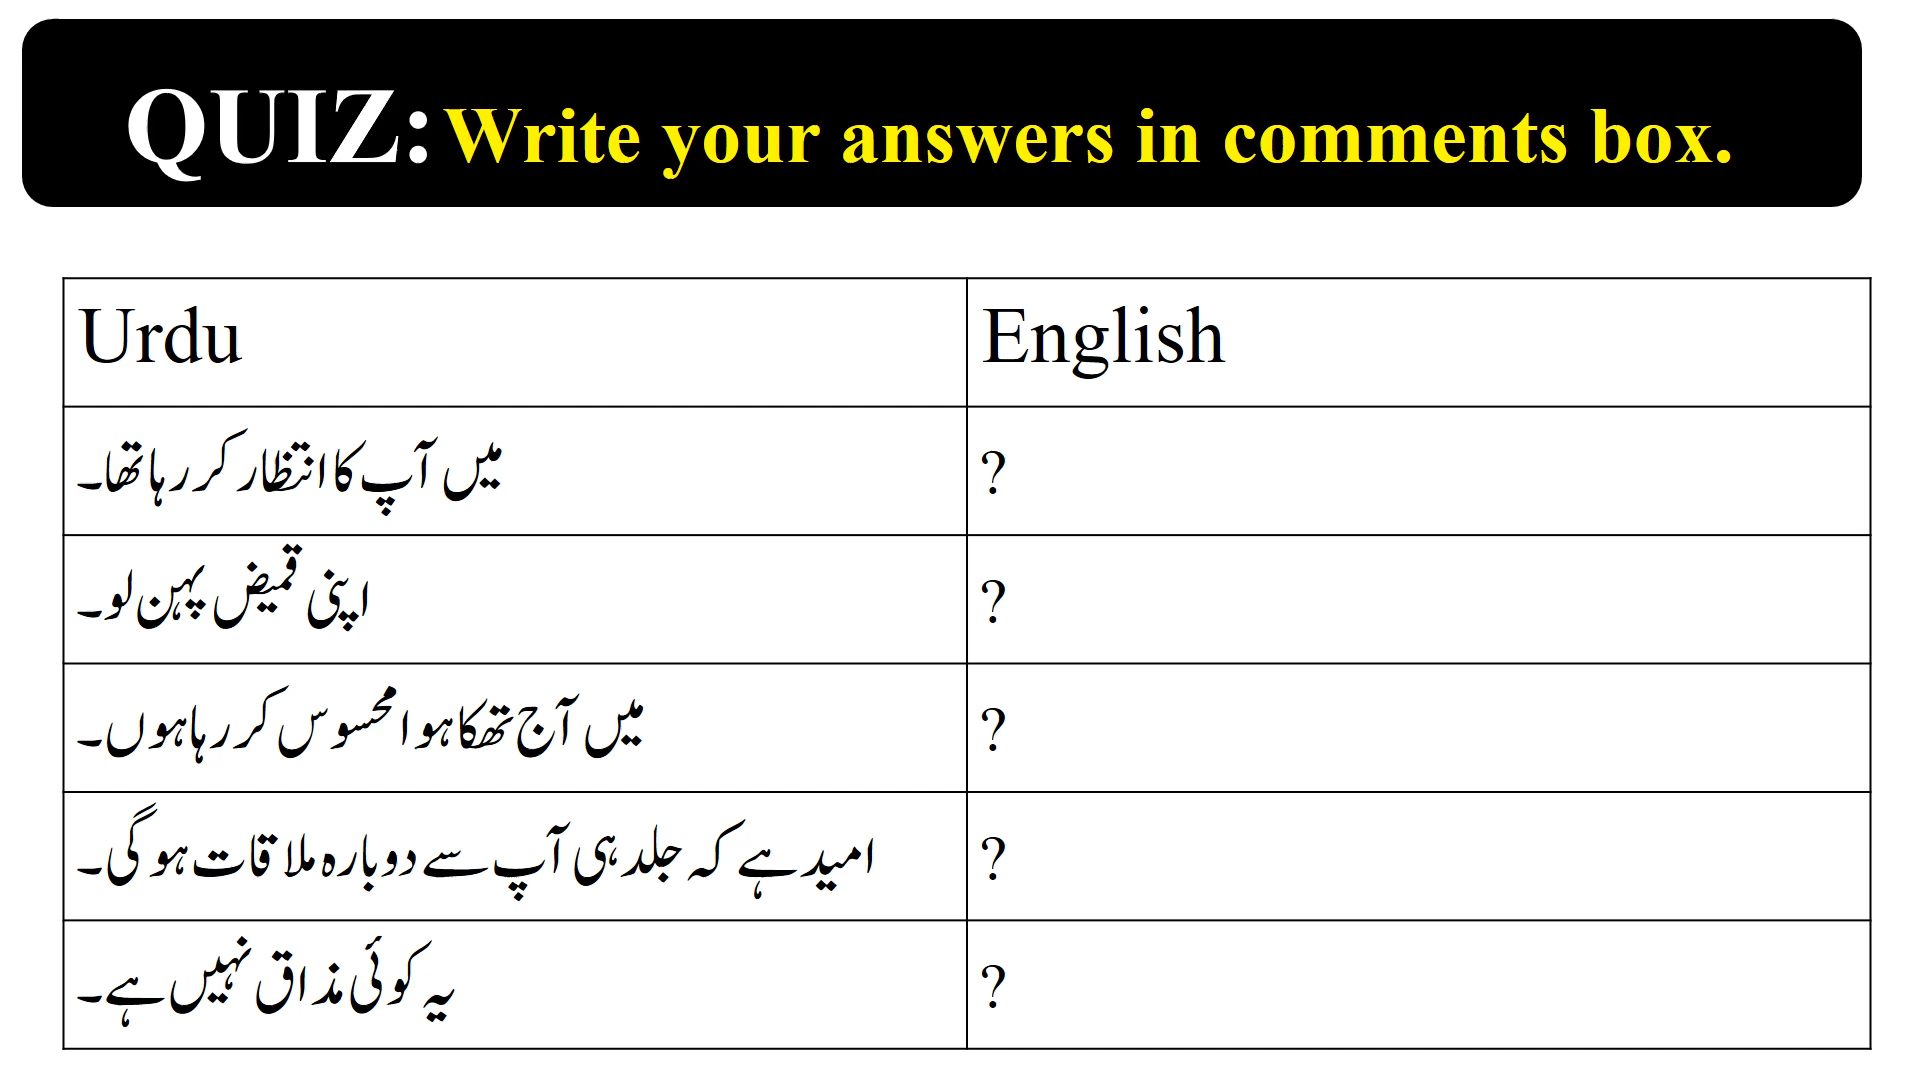 QUIZ: Write your answers in comments box.
Urdu
English
میں آپ کا انتظار کر رہا تھا۔
?
اپنی قمیض پہن لو۔
?
میں آج تھکا ہوا محسوس کر رہا ہوں۔
?
امید ہے کہ جلد ہی آپ سے دوبارہ ملاقات ہو گی۔
?
یہ کوئی مذاق نہیں ہے۔
?